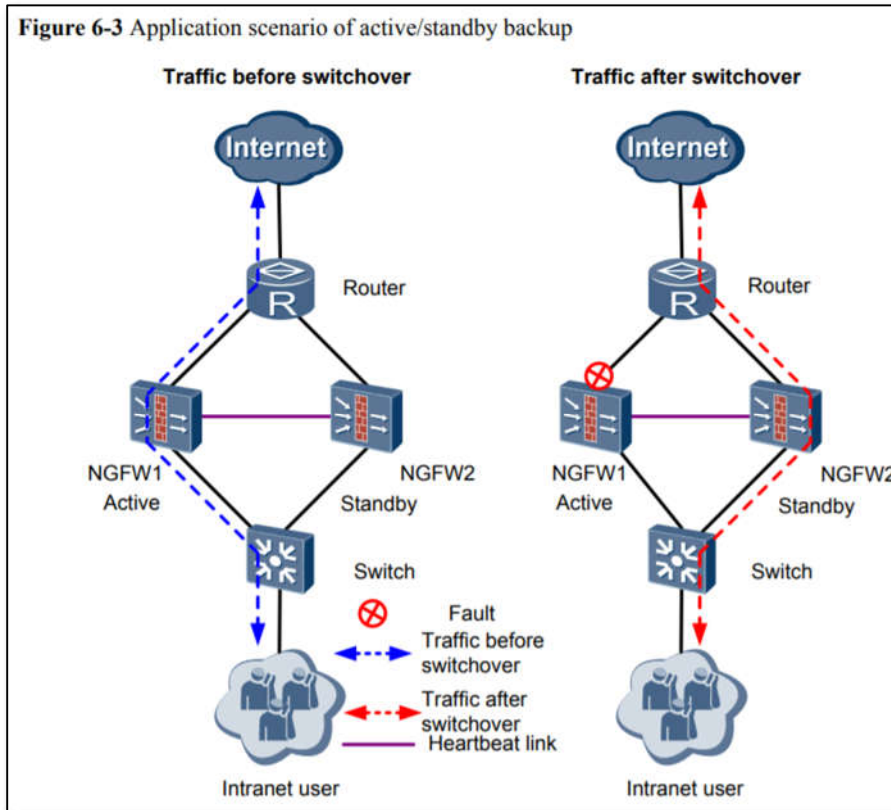 Figure 6-3 Application scenario of active/standby backup
Traffic before switchover
Traffic after switchover
Internet
Internet
Router
R
Router
R
NGFW1
Active
NGFW2
Standby
NGFW1
Active
NGFW2
Standby
Switch
Switch
Fault
Traffic before
switchover
Traffic after
switchover
Heartbeat link
Intranet user
Intranet user